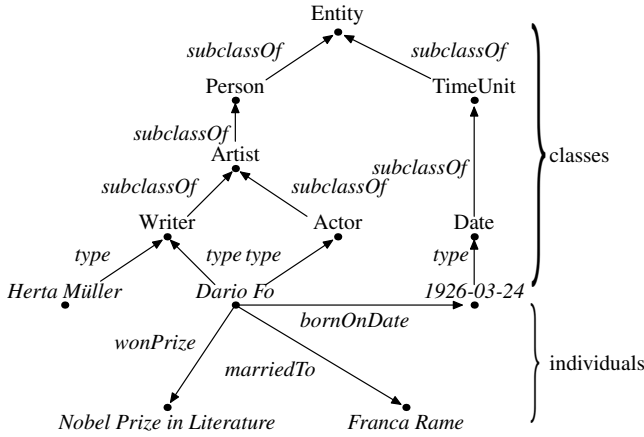 Entity
subclassOf subclassOf
Person TimeUnit
subclassOf
Artist classes
subclassOf subclassOf subclassOf
Writer Actor Date
type type type type
Herta Müller Dario Fo 1926-03-24
bornOnDate
wonPrize
marriedTo individuals
Nobel Prize in Literature Franca Rame